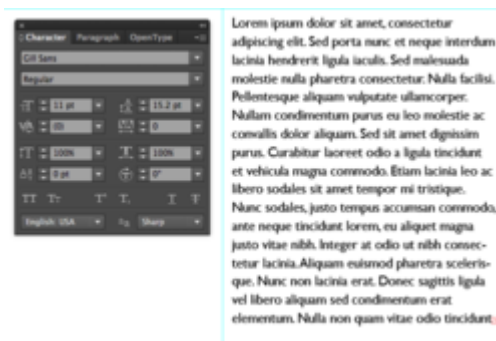 Character Paragraph OpenType
Gill Sans
Regular
11 pt 15.2 pt
(0) 0
100% 100%
0 pt 0°
TT Tr T' T, T Ŧ
English: USA aa Sharp
Lorem ipsum dolor sit amet, consectetur
adipiscing elit. Sed porta nunc et neque interdum
lacinia hendrerit ligula iaculis. Sed malesuada
molestie nulla pharetra consectetur. Nulla facilisi.
Pellentesque aliquam vulputate ullamcorper.
Nullam condimentum purus eu leo molestie ac
convallis dolor aliquam. Sed sit amet dignissim
purus. Curabitur laoreet odio a ligula tincidunt
et vehicula magna commodo. Etiam lacinia leo ac
libero sodales sit amet tempor mi tristique.
Nunc sodales, justo tempus accumsan commodo,
ante neque tincidunt lorem, eu aliquet magna
justo vitae nibh. Integer at odio ut nibh consec-
tetur lacinia. Aliquam euismod pharetra sceleris-
que. Nunc non lacinia erat. Donec sagittis ligula
vel libero aliquam sed condimentum erat
elementum. Nulla non quam vitae odio tincidunt